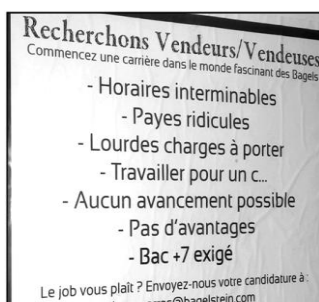 Recherchons Vendeurs/Vendeuses
Commencez une carrière dans le monde fascinant des Bagels
- Horaires interminables
- Payes ridicules
- Lourdes charges à porter
- Travailler pour un c...
- Aucun avancement possible
- Pas d'avantages
- Bac +7 exigé
Le job vous plaît ? Envoyez-nous votre candidature à :
@bagelstein.com